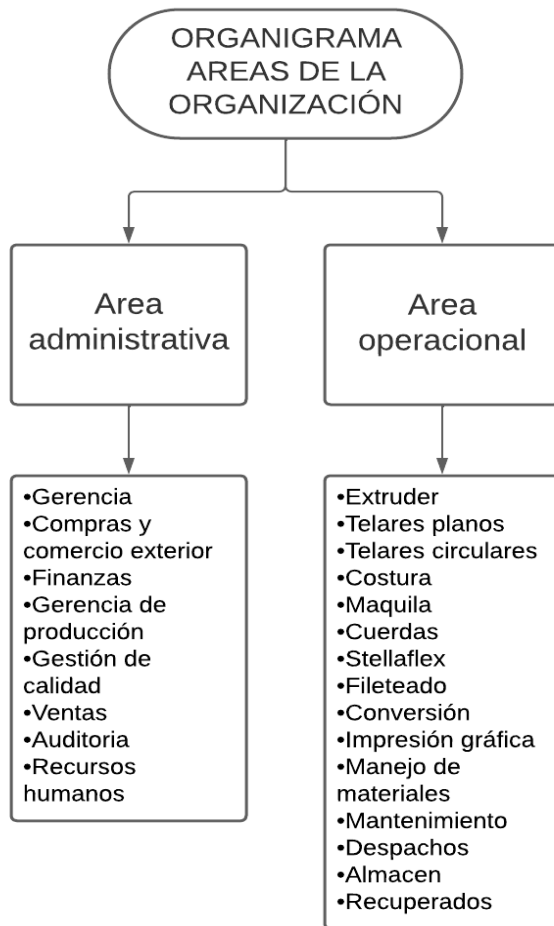 ORGANIGRAMA
AREAS DE LA
ORGANIZACIÓN
Area
administrativa
Area
operacional
•Gerencia
•Compras y
comercio exterior
•Finanzas
•Gerencia de
producción
•Gestión de
calidad
•Ventas
•Auditoria
•Recursos
humanos
•Extruder
•Telares planos
•Telares circulares
•Costura
•Maquila
•Cuerdas
•Stellaflex
•Fileteado
•Conversión
•Impresión gráfica
•Manejo de
materiales
•Mantenimiento
•Despachos
•Almacen
•Recuperados